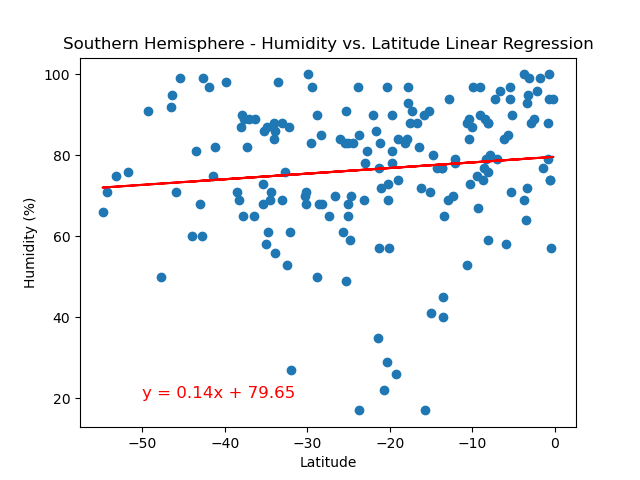 Southern Hemisphere - Humidity vs. Latitude Linear Regression
100
80
60
40
20
Humidity (%)
y = 0.14x + 79.65
−50 −40 −30 −20 −10 0
Latitude